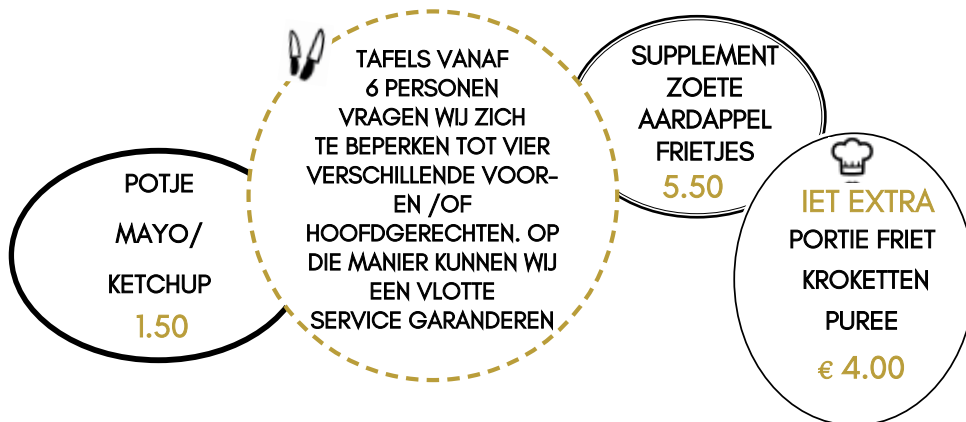 POTJE
MAYO/
KETCHUP
1.50
TAFELS VANAF
6 PERSONEN
VRAGEN WIJ ZICH
TE BEPERKEN TOT VIER
VERSCHILLENDE VOOR-
EN /OF
HOOFDGERECHTEN. OP
DIE MANIER KUNNEN WIJ
EEN VLOTTE
SERVICE GARANDEREN
SUPPLEMENT
ZOETE
AARDAPPEL
FRIETJES
5.50
IET EXTRA
PORTIE FRIET
KROKETTEN
PUREE
€ 4.00